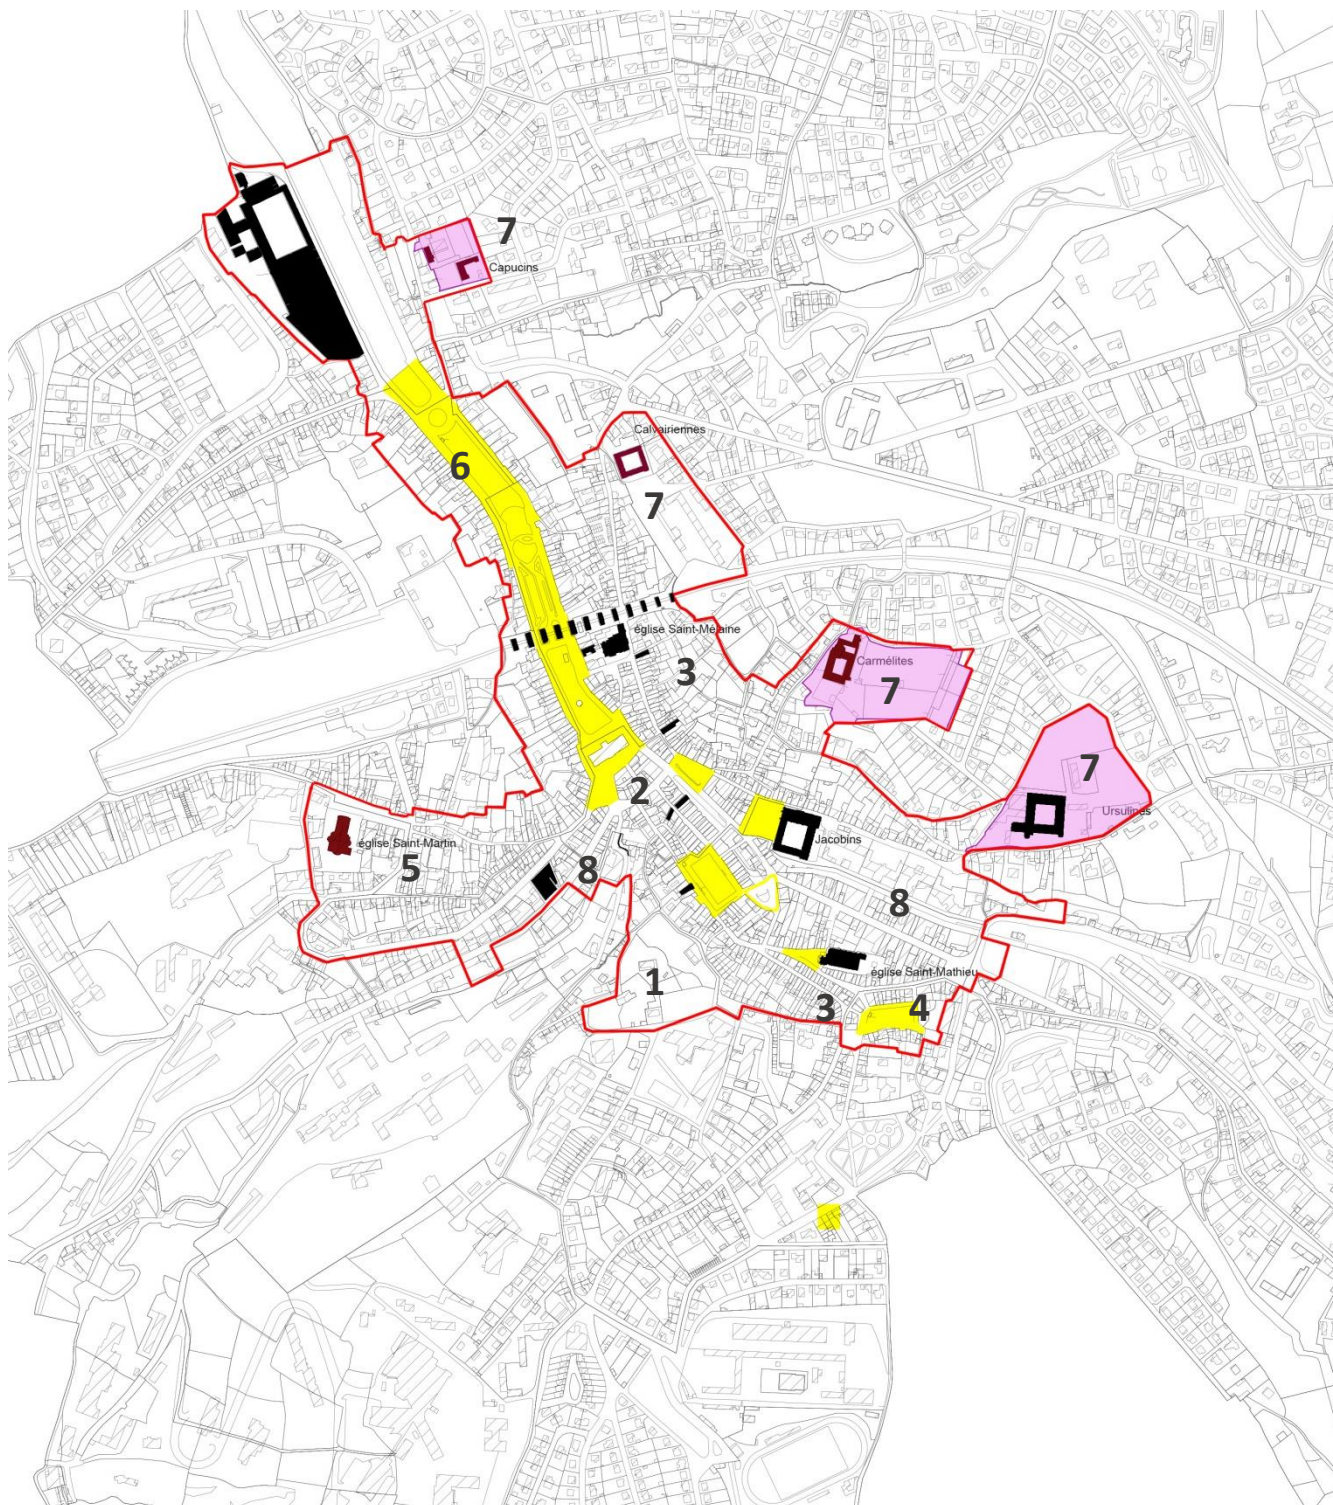 7
Capucins
Calvairiennes
6
7
église Saint-Mélaine
3
Carmélites
7
7
2
Ursulines
Jacobins
église Saint-Martin
5
8
8
église Saint-Mathieu
1
3
4